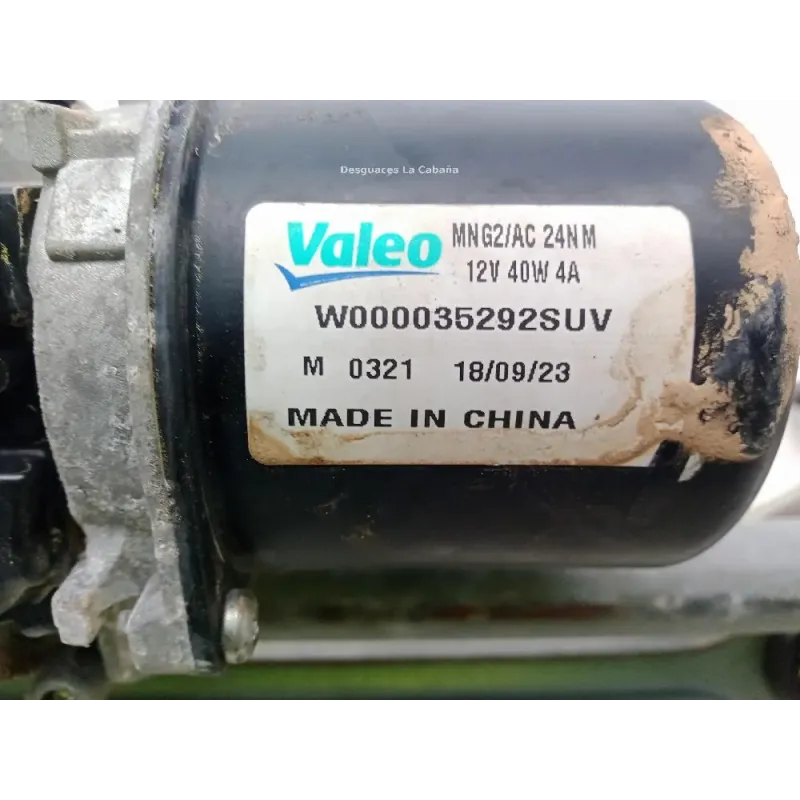 Desguaces La Cabaña
Valeo MNG2/AC 24NM
12V 40W 4A
W000035292SUV
M 0321 18/09/23
MADE IN CHINA